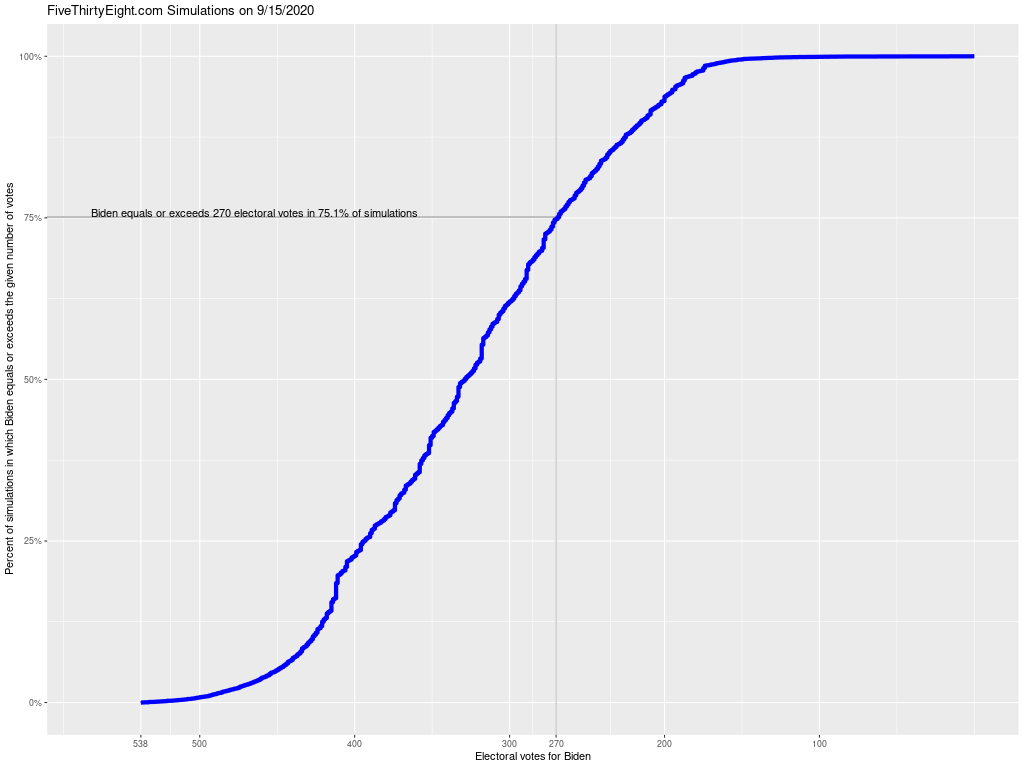 FiveThirtyEight.com Simulations on 9/15/2020
Percent of simulations in which Biden equals or exceeds the given number of votes
100%
75%
50%
25%
0%
Biden equals or exceeds 270 electoral votes in 75.1% of simulations
538 500 400 300 270 200 100
Electoral votes for Biden